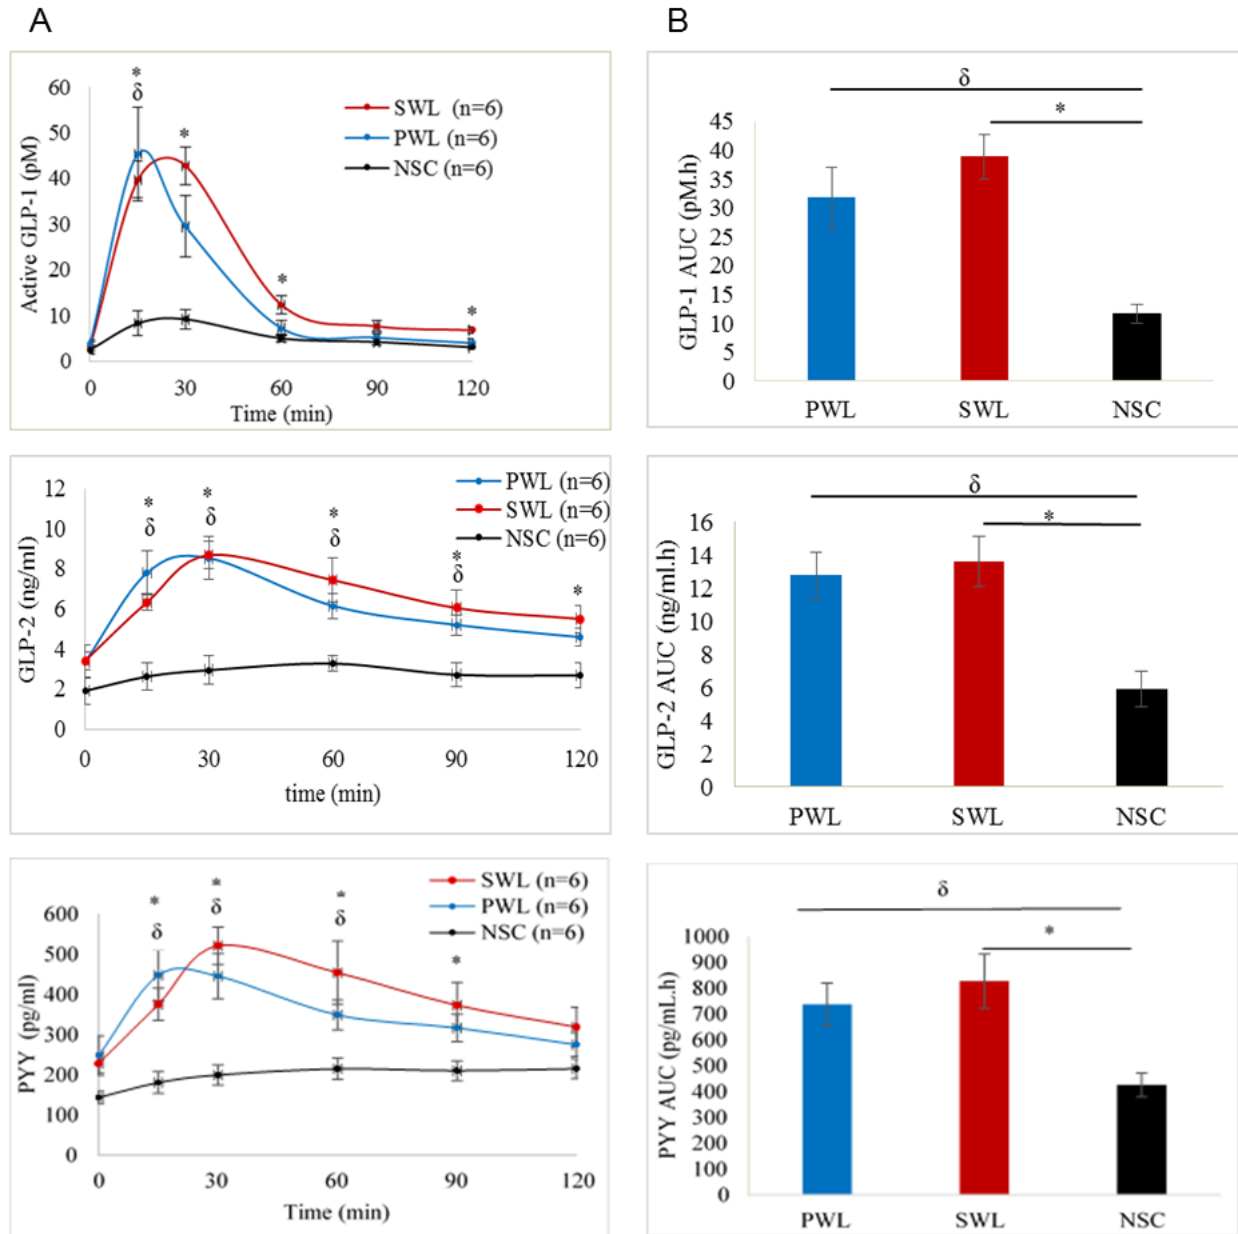 A
B
Active GLP-1 (pM)
60
50
40
30
20
10
0
*
δ
*
*
*
SWL (n=6)
PWL (n=6)
NSC (n=6)
0 30 60 90 120
Time (min)
δ
*
GLP-1 AUC (pM.h)
45
40
35
30
25
20
15
10
5
0
PWL SWL NSC
GLP-2 (ng/ml)
12
10
8
6
4
2
0
*
δ
*
δ
*
δ
*
δ
*
PWL (n=6)
SWL (n=6)
NSC (n=6)
0 30 60 90 120
time (min)
δ
*
GLP-2 AUC (ng/ml.h)
16
14
12
10
8
6
4
2
0
PWL SWL NSC
PYY (pg/ml)
600
500
400
300
200
100
0
*
δ
*
δ
*
δ
*
SWL (n=6)
PWL (n=6)
NSC (n=6)
0 30 60 90 120
Time (min)
δ
*
PYY AUC (pg/mL.h)
1000
900
800
700
600
500
400
300
200
100
0
PWL SWL NSC